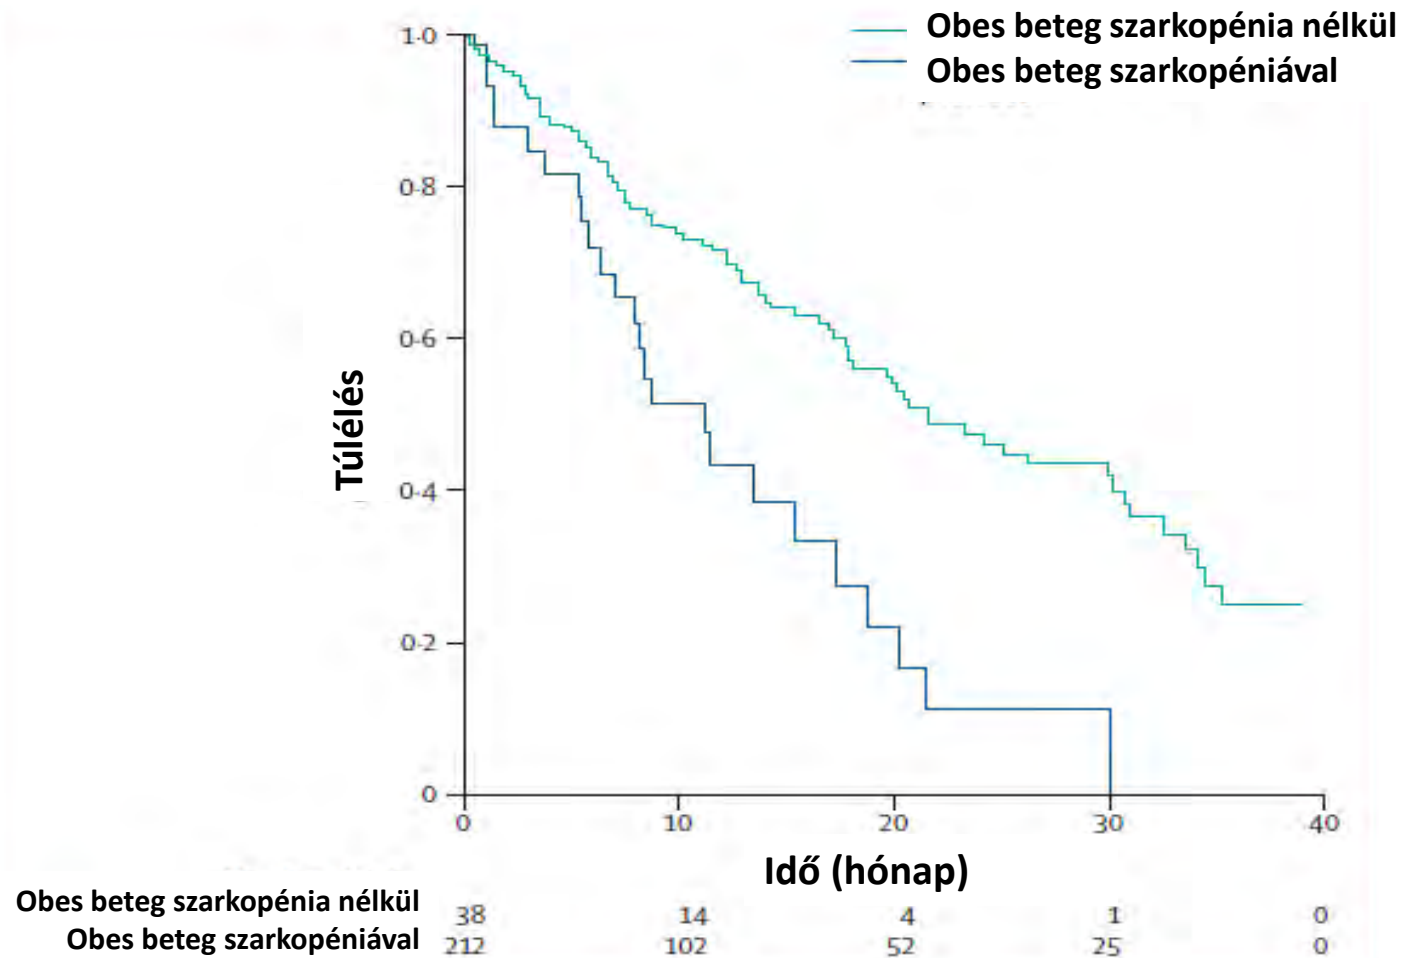 Obes beteg szarkopénia nélkül
Obes beteg szarkopéniával
1·0
0·8
0·6
0·4
0·2
0
Túlélés
0 10 20 30 40
Idő (hónap)
Obes beteg szarkopénia nélkül 38 14 4 1 0
Obes beteg szarkopéniával 212 102 52 25 0